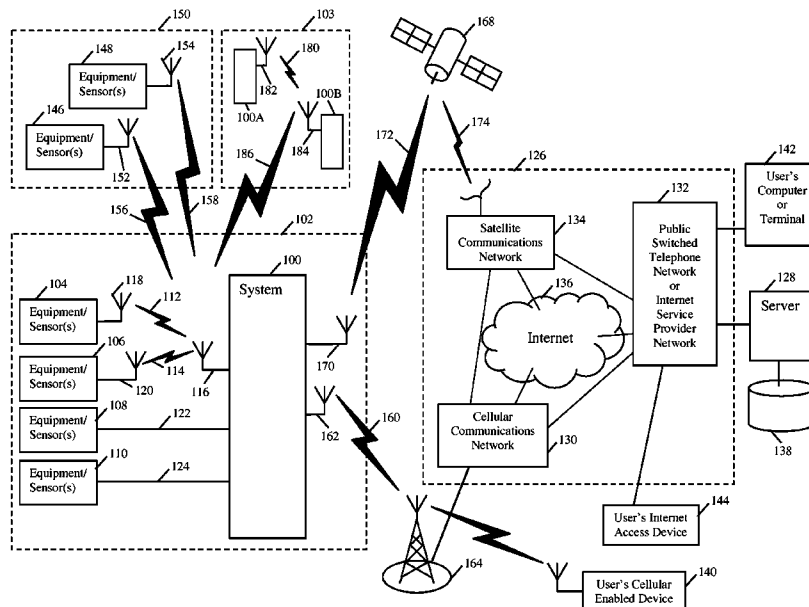 150
103
148
154
180
168
Equipment/
Sensor(s)
182
100B
146
100A
Equipment/
Sensor(s)
184
172
174
152
186
126
142
156
158
132
User's
Computer
or
Terminal
102
134
Satellite
Communications
Network
Public
Switched
Telephone
Network
or
Internet
Service
Provider
Network
100
104
118
System
136
128
Equipment/
Sensor(s)
112
Server
106
Internet
Equipment/
Sensor(s)
114
120
116
170
108
122
162
160
Cellular
Communications
Network
130
138
Equipment/
Sensor(s)
110
124
Equipment/
Sensor(s)
144
User's Internet
Access Device
164
140
User's Cellular
Enabled Device